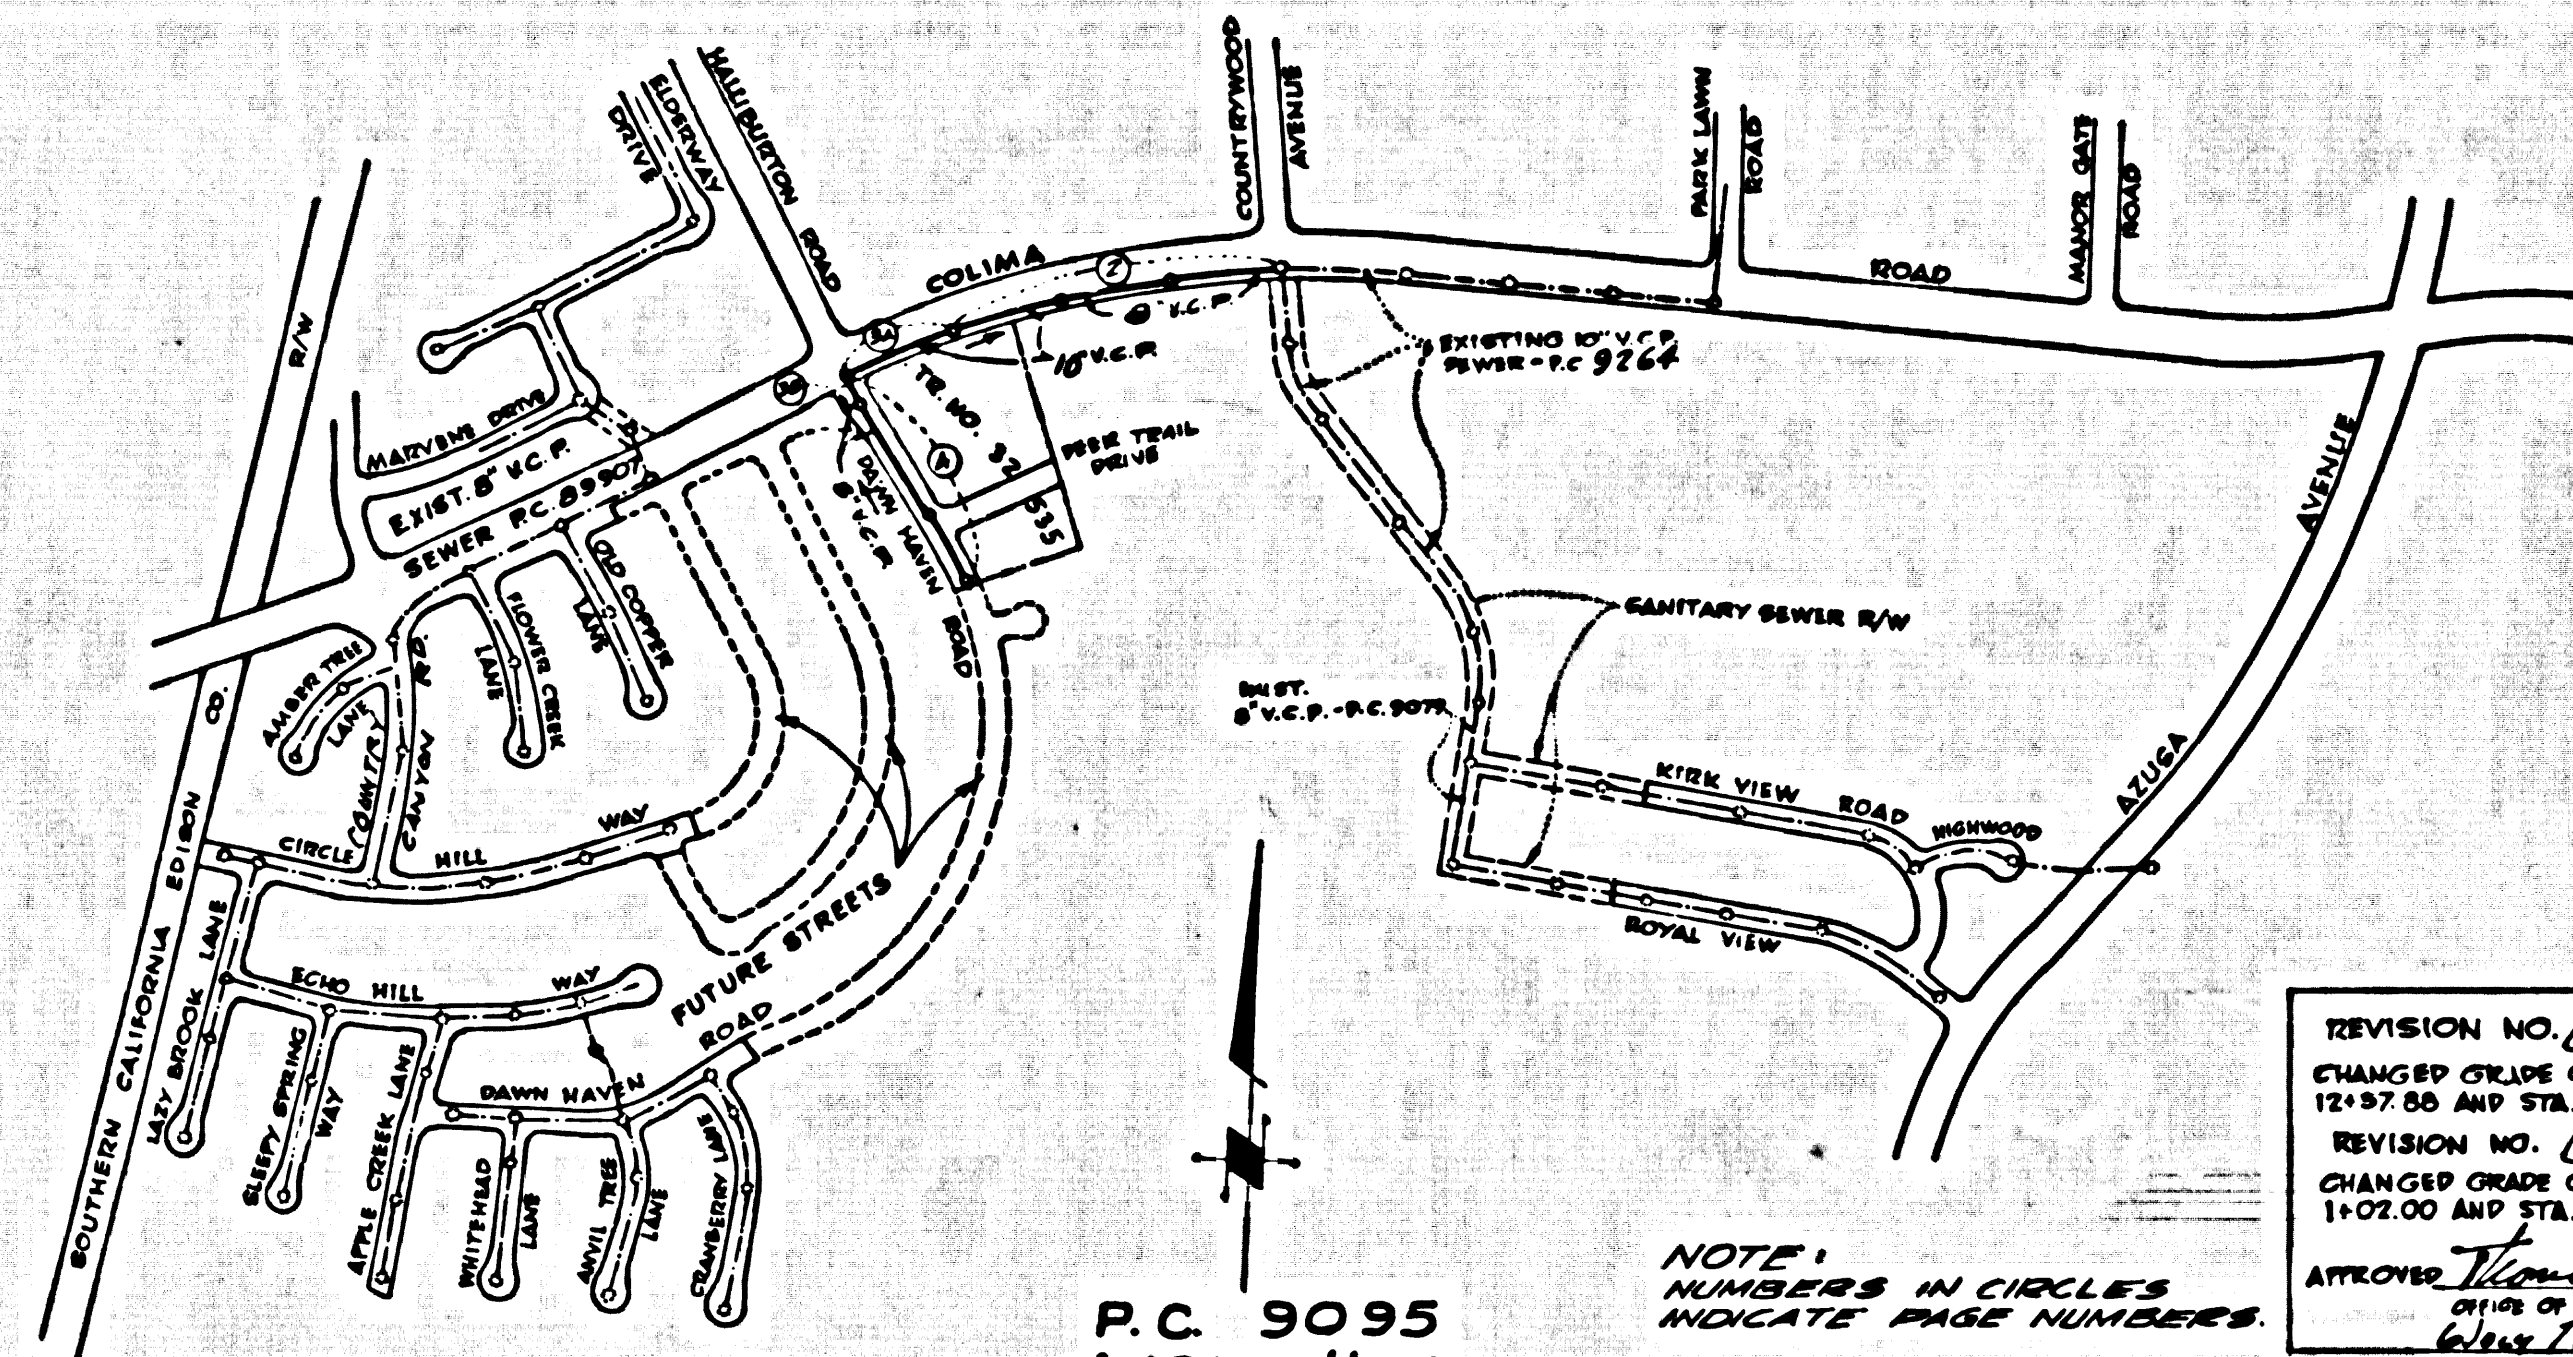 HALLIBURTON ROAD
ELDERWAY
DRIVE
COUNTRYWOOD
AVENUE
PARK LAWN
ROAD
MANOR GATE
ROAD
R/W
COLIMA
2
ROAD
3A
8" V.C.P.
10" V.C.P.
EXISTING 10" V.C.P.
SEWER - P.C 9264
TR. NO. 32
535
MARVENE DRIVE
EXIST. 8" V.C.P.
SEWER P.C. 8990
4
DEER TRAIL
DRIVE
8" V.C.P.
DAWN HAVEN ROAD
AVENUE
OLD COPPER
LANE
FLOWER CREEK
LANE
SANITARY SEWER R/W
AMBER TREE
LANE
(COUNTRY)
CANYON RD.
EXIST.
8" V.C.P. - P.C. 9079
AZUSA
KIRK VIEW ROAD
HIGHWOOD
CIRCLE HILL WAY
ROYAL VIEW
SOUTHERN CALIFORNIA EDISON CO.
LAZY BROOK LANE
ECHO HILL WAY
FUTURE STREETS
ROAD
DAWN HAVEN
SLEEPY SPRING
WAY
APPLE CREEK LANE
WHITEHEAD
LANE
ANVIL TREE
LANE
CRANBERRY LANE
REVISION NO.
CHANGED GRADE
12+37.88 AND STA.
REVISION NO.
CHANGED GRADE
1+02.00 AND STA.
APPROVED
OFFICE OF
NOTE:
NUMBERS IN CIRCLES
INDICATE PAGE NUMBERS.
P.C. 9095